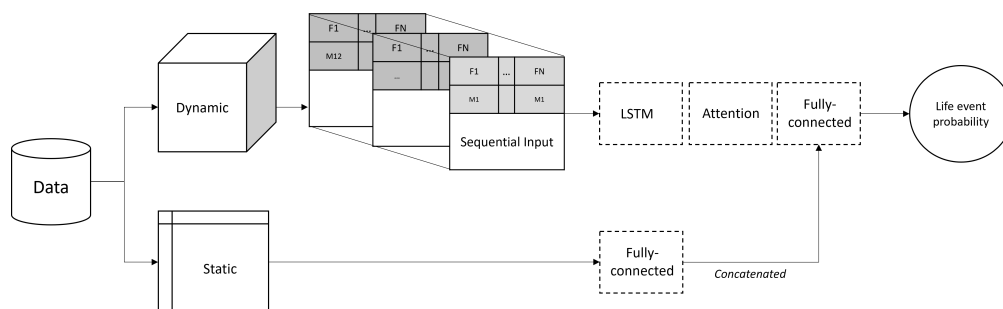 Data
Dynamic
F1 ... FN
M12
F1 ... FN
...
F1 ... FN
M1 M1
Sequential Input
LSTM
Attention
Fully-
connected
Life event
probability
Static
Fully-
connected
Concatenated